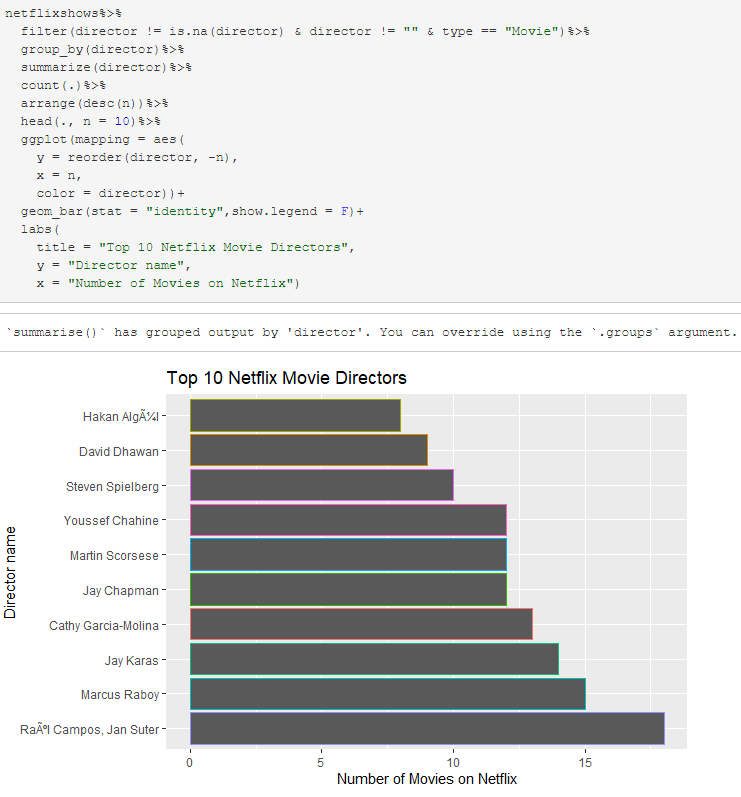 netflixshows%>%
  filter(director != is.na(director) & director != "" & type == "Movie")%>%
  group_by(director)%>%
  summarize(director)%>%
  count(.)%>%
  arrange(desc(n))%>%
  head(., n = 10)%>%
  ggplot(mapping = aes(
    y = reorder(director, -n),
    x = n,
    color = director))+
  geom_bar(stat = "identity",show.legend = F)+
  labs(
    title = "Top 10 Netflix Movie Directors",
    y = "Director name",
    x = "Number of Movies on Netflix")
`summarise()` has grouped output by 'director'. You can override using the `.groups` argument.
Top 10 Netflix Movie Directors
Director name
Hakan AlgÃ¼l
David Dhawan
Steven Spielberg
Youssef Chahine
Martin Scorsese
Jay Chapman
Cathy Garcia-Molina
Jay Karas
Marcus Raboy
RaÃºl Campos, Jan Suter
0 5 10 15
Number of Movies on Netflix